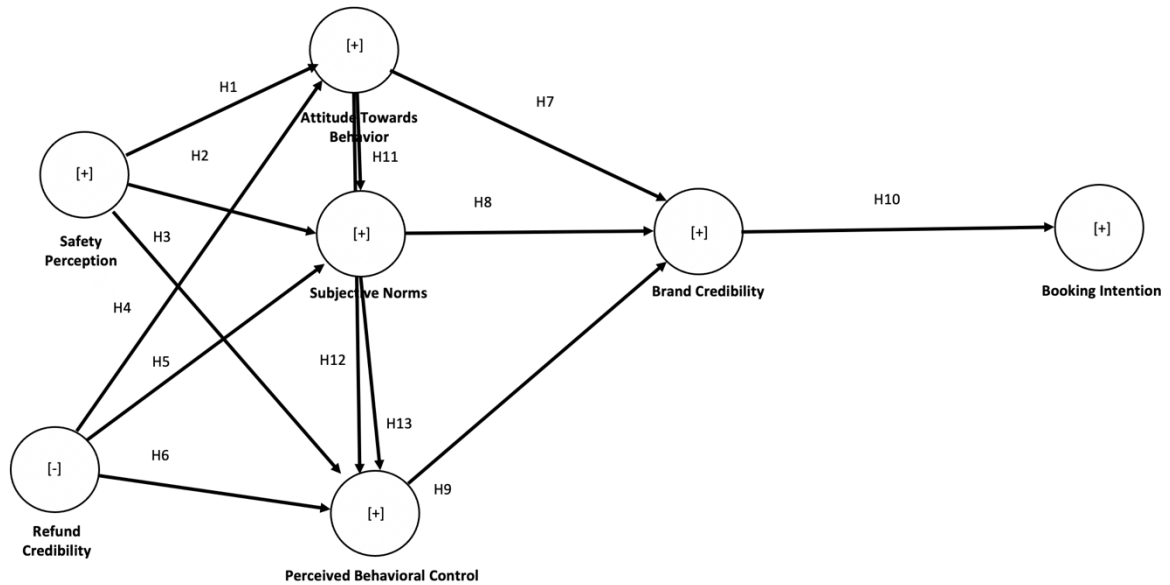 [+]
H1
H7
Attitude Towards
Behavior
H2
H11
[+]
H8
H10
[+]
[+]
[+]
Safety
Perception
H3
Subjective Norms
Brand Credibility
Booking Intention
H4
H5
H12
H13
H6
[-]
H9
[+]
Refund
Credibility
Perceived Behavioral Control